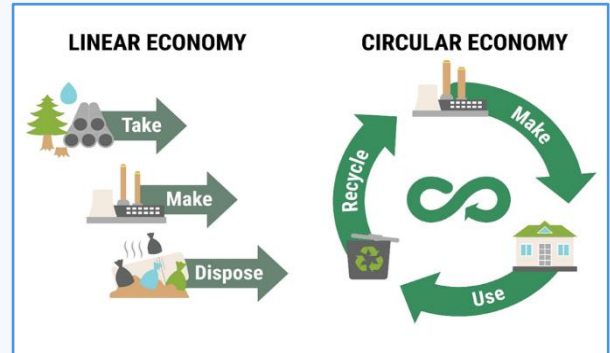 LINEAR ECONOMY
Take
Make
Dispose
CIRCULAR ECONOMY
Make
Use
Recycle